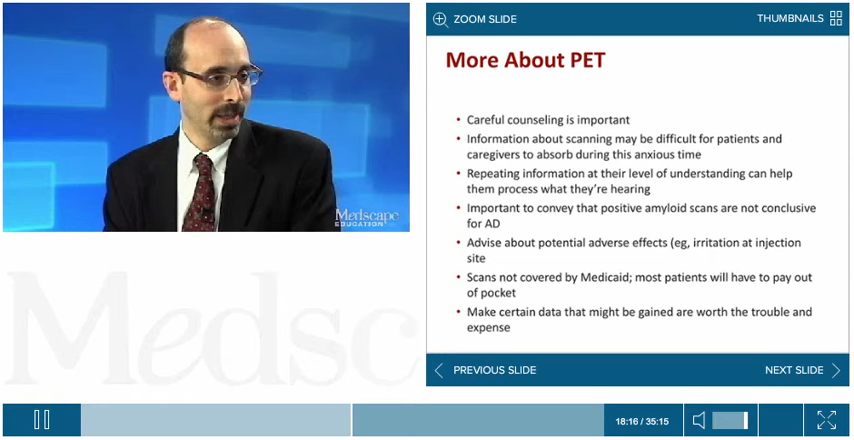 ZOOM SLIDE
THUMBNAILS
More About PET
• Careful counseling is important
• Information about scanning may be difficult for patients and
caregivers to absorb during this anxious time
• Repeating information at their level of understanding can help
them process what they're hearing
• Important to convey that positive amyloid scans are not conclusive
for AD
• Advise about potential adverse effects (eg, irritation at injection
site
• Scans not covered by Medicaid; most patients will have to pay out
of pocket
• Make certain data that might be gained are worth the trouble and
expense
Medscape
EDUCATION
Medsc
PREVIOUS SLIDE
NEXT SLIDE
18:16 / 35:15